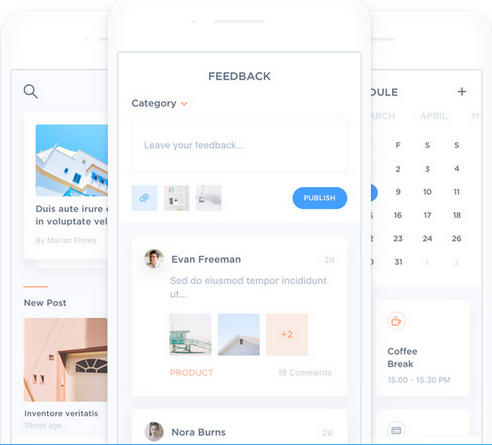 FEEDBACK
Category
Leave your feedback...
PUBLISH
Evan Freeman
2d
Sed do eiusmod tempor incididunt
ut...
+2
PRODUCT
18 Comments
Nora Burns
2d
Duis aute irure
in voluptate vel
By Marian Flores
New Post
Inventore veritatis
10min ago
+
APRIL
F S S
2 3 4
9 10 11
16 17 18
23 24 25
30 31 1 2
Coffee
Break
15.00 - 15.30 PM